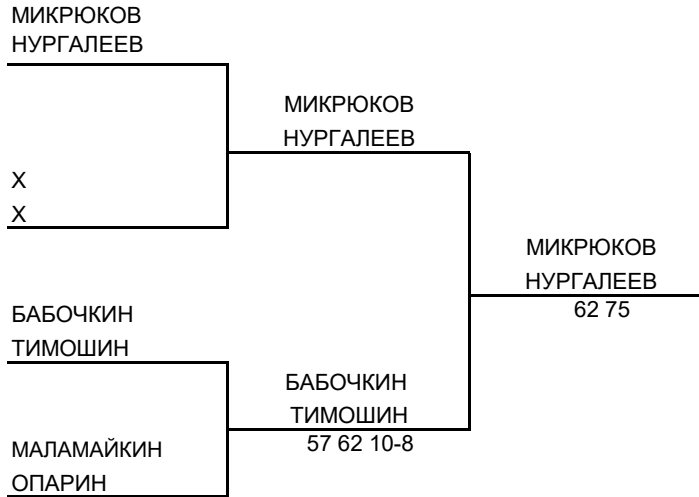 МИКРЮКОВ
НУРГАЛЕЕВ
МИКРЮКОВ
НУРГАЛЕЕВ
Х
Х
МИКРЮКОВ
НУРГАЛЕЕВ
62 75
БАБОЧКИН
ТИМОШИН
БАБОЧКИН
ТИМОШИН
57 62 10-8
МАЛАМАЙКИН
ОПАРИН